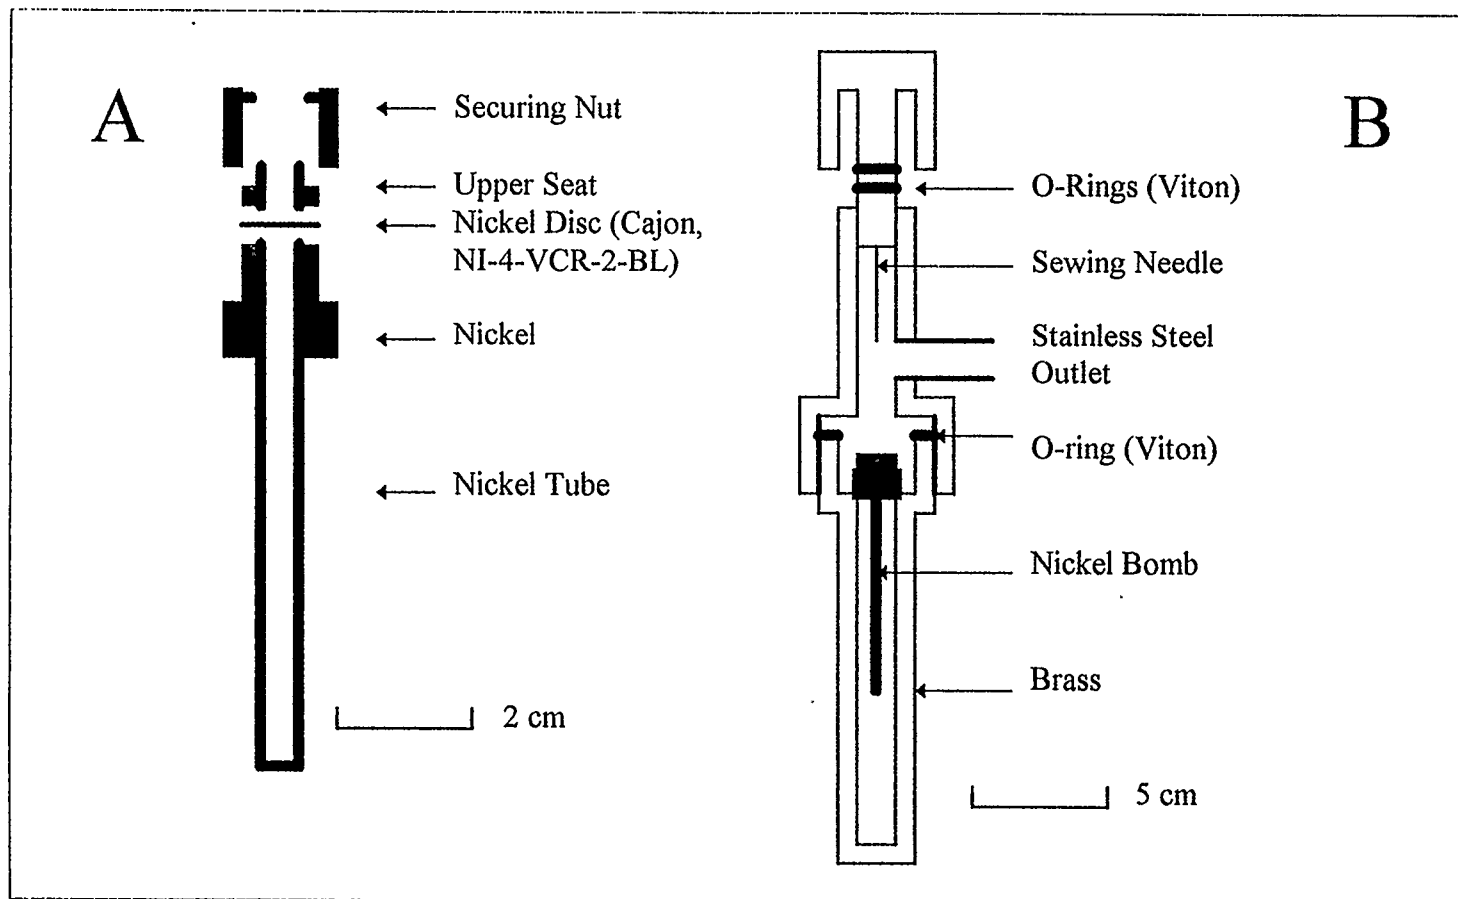 A
Securing Nut
Upper Seat
Nickel Disc (Cajon,
NI-4-VCR-2-BL)
Nickel
Nickel Tube
2 cm
B
O-Rings (Viton)
Sewing Needle
Stainless Steel
Outlet
O-ring (Viton)
Nickel Bomb
Brass
5 cm